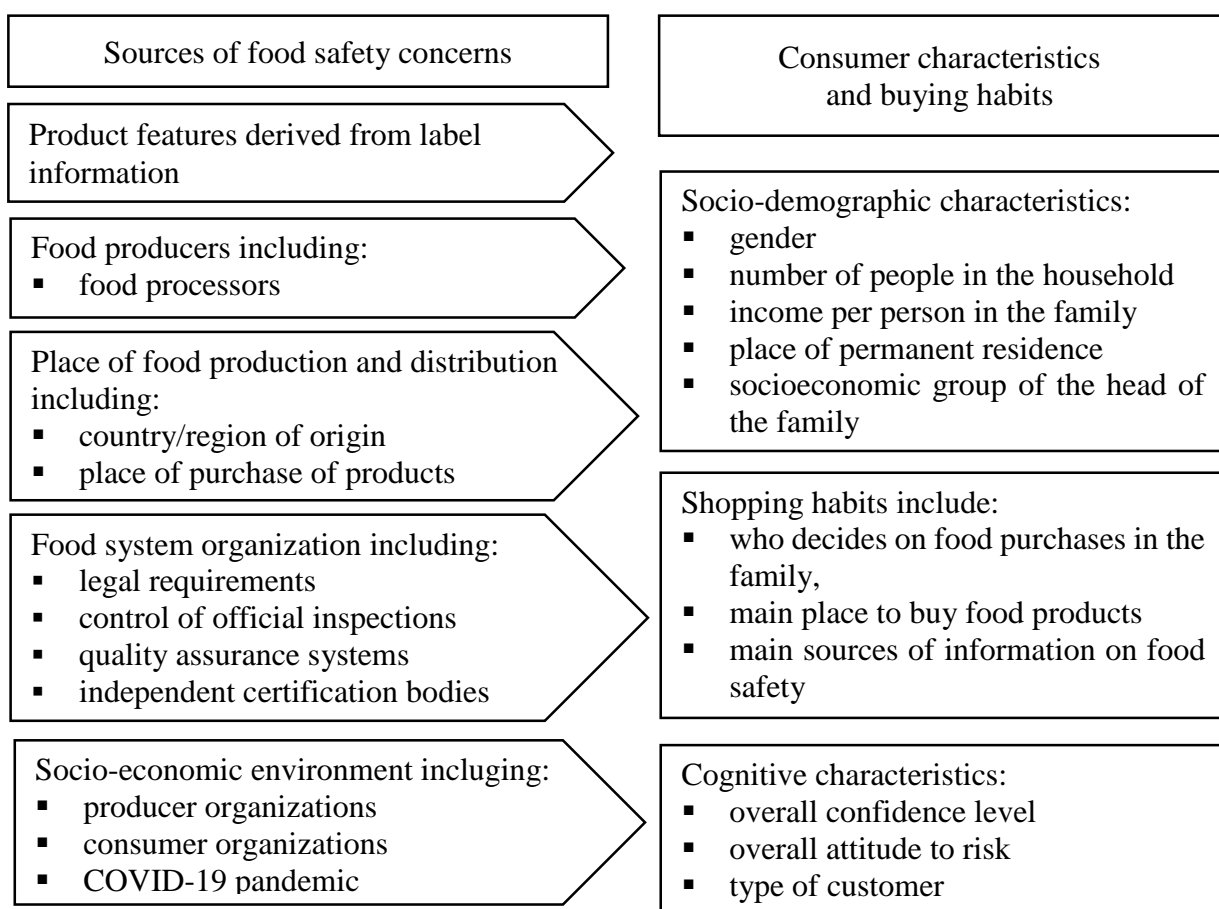 Sources of food safety concerns
Product features derived from label
information
Food producers including:
▪ food processors
Place of food production and distribution
including:
▪ country/region of origin
▪ place of purchase of products
Food system organization including:
▪ legal requirements
▪ control of official inspections
▪ quality assurance systems
▪ independent certification bodies
Socio-economic environment incluging:
▪ producer organizations
▪ consumer organizations
▪ COVID-19 pandemic
Consumer characteristics
and buying habits
Socio-demographic characteristics:
▪ gender
▪ number of people in the household
▪ income per person in the family
▪ place of permanent residence
▪ socioeconomic group of the head of
the family
Shopping habits include:
▪ who decides on food purchases in the
family,
▪ main place to buy food products
▪ main sources of information on food
safety
Cognitive characteristics:
▪ overall confidence level
▪ overall attitude to risk
▪ type of customer